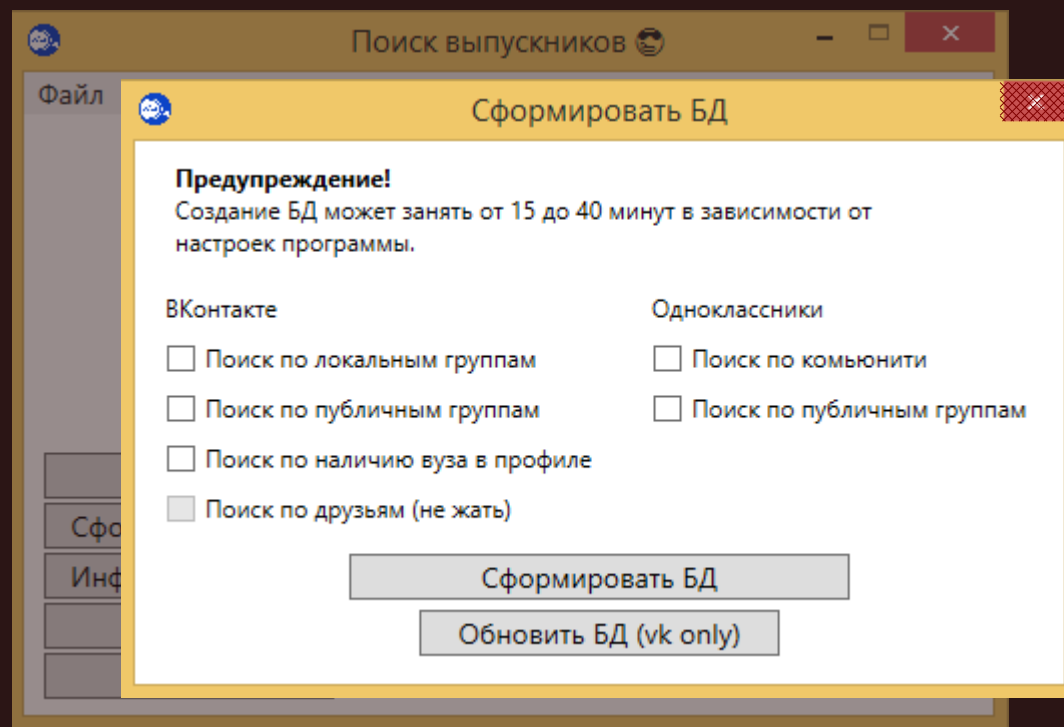 Поиск выпускников 😎
Файл
Сформировать БД
Предупреждение!
Создание БД может занять от 15 до 40 минут в зависимости от
настроек программы.
ВКонтакте
Одноклассники
Поиск по локальным группам
Поиск по комьюнити
Поиск по публичным группам
Поиск по публичным группам
Поиск по наличию вуза в профиле
Поиск по друзьям (не жать)
Сфо
Инф
Сформировать БД
Обновить БД (vk only)